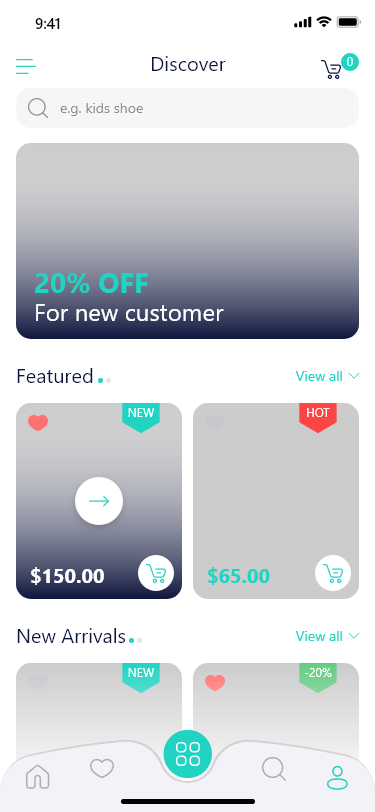 9:41
Discover
0
e.g. kids shoe
20% OFF
For new customer
Featured
View all
NEW
HOT
$150.00
$65.00
New Arrivals
View all
NEW
-20%